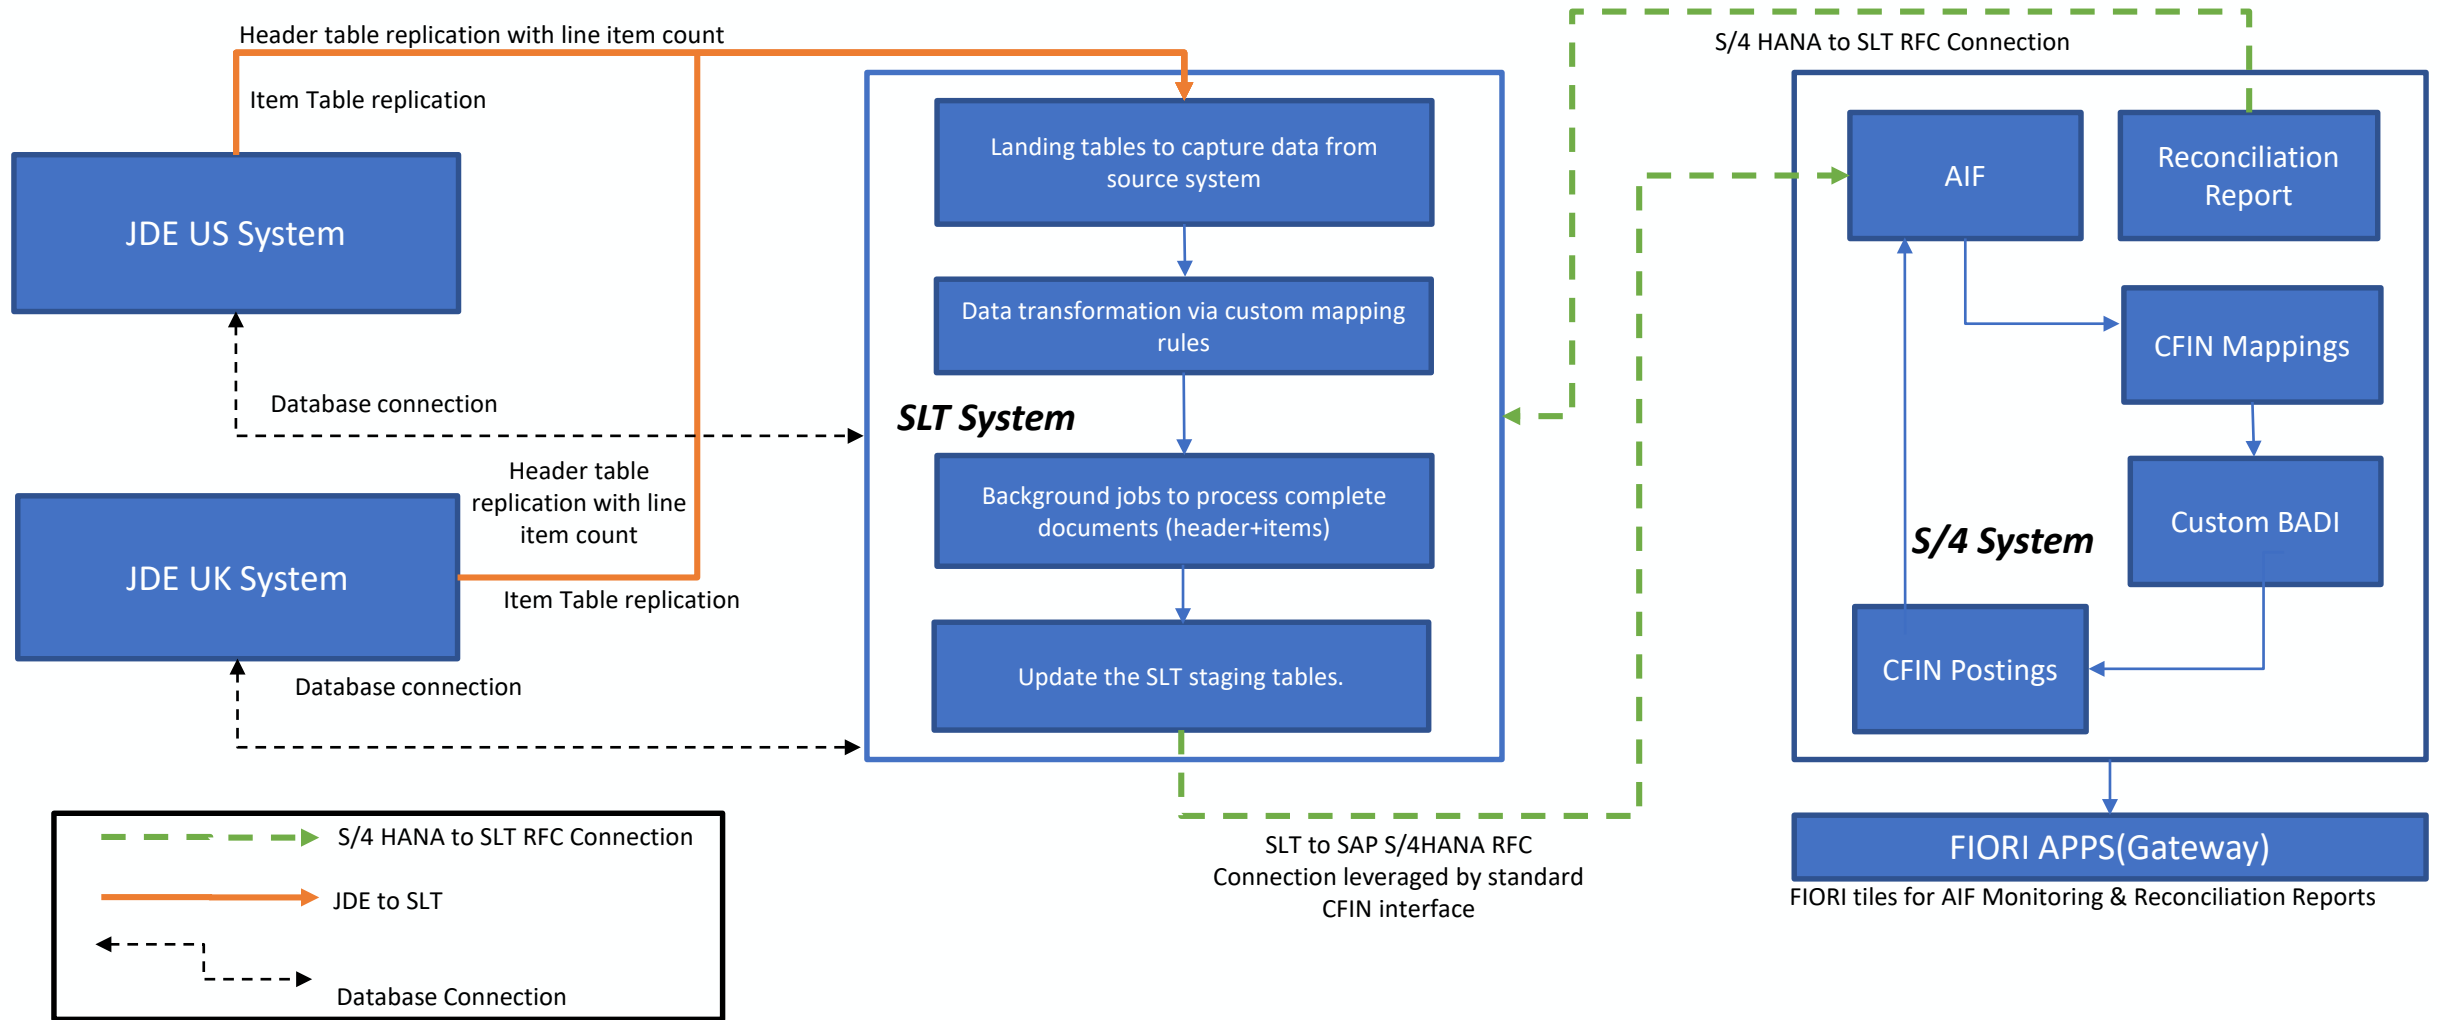 Header table replication with line item count
Item Table replication
JDE US System
Database connection
Header table
replication with line
item count
JDE UK System
Item Table replication
Database connection
Landing tables to capture data from
source system
Data transformation via custom mapping
rules
SLT System
Background jobs to process complete
documents (header+items)
Update the SLT staging tables.
S/4 HANA to SLT RFC Connection
AIF
Reconciliation
Report
CFIN Mappings
Custom BADI
S/4 System
CFIN Postings
SLT to SAP S/4HANA RFC
Connection leveraged by standard
CFIN interface
FIORI APPS(Gateway)
FIORI tiles for AIF Monitoring & Reconciliation Reports
S/4 HANA to SLT RFC Connection
JDE to SLT
Database Connection